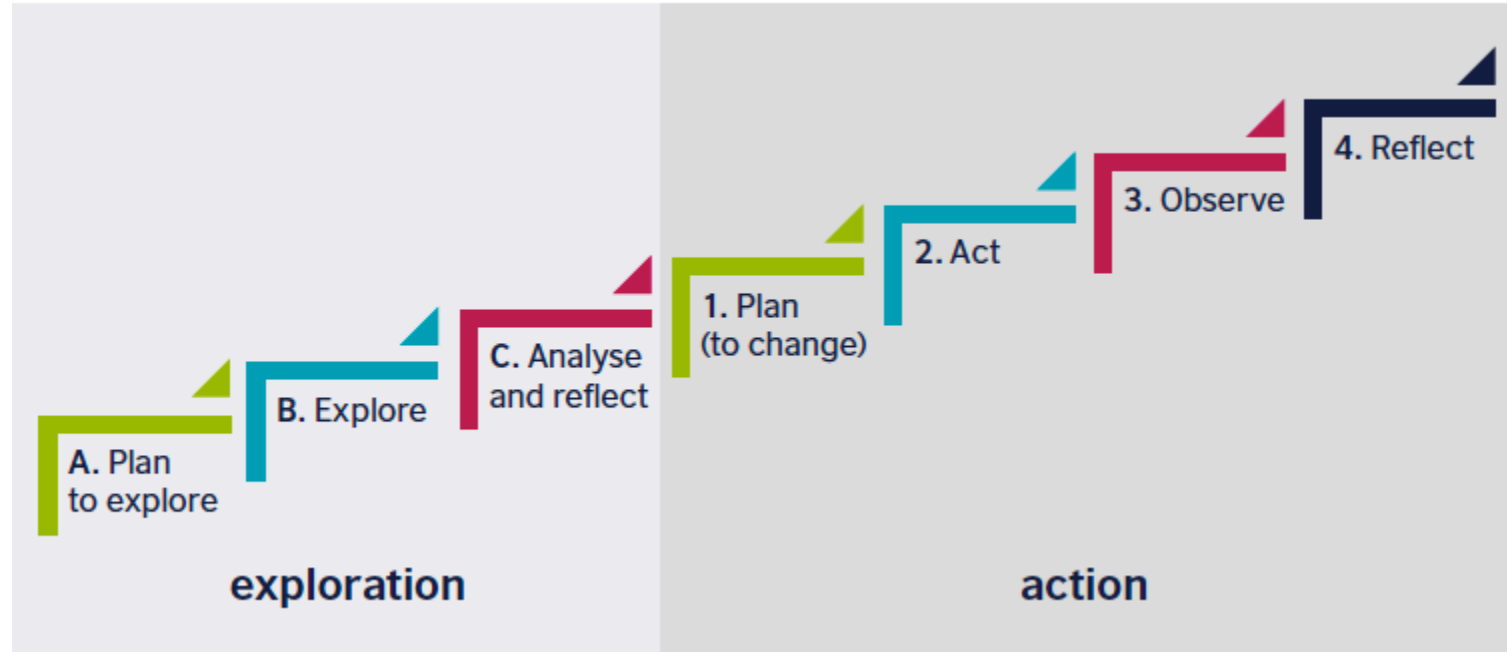 A. Plan
to explore
B. Explore
C. Analyse
and reflect
exploration
1. Plan
(to change)
2. Act
3. Observe
4. Reflect
action